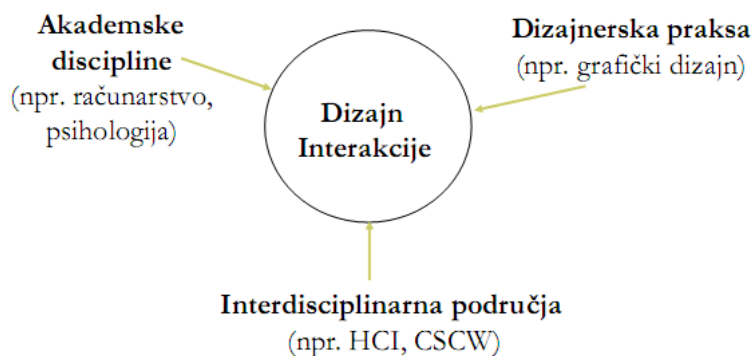 Akademske
discipline
(npr. računarstvo,
psihologija)
Dizajnerska praksa
(npr. grafički dizajn)
Dizajn
Interakcije
Interdisciplinarna područja
(npr. HCI, CSCW)